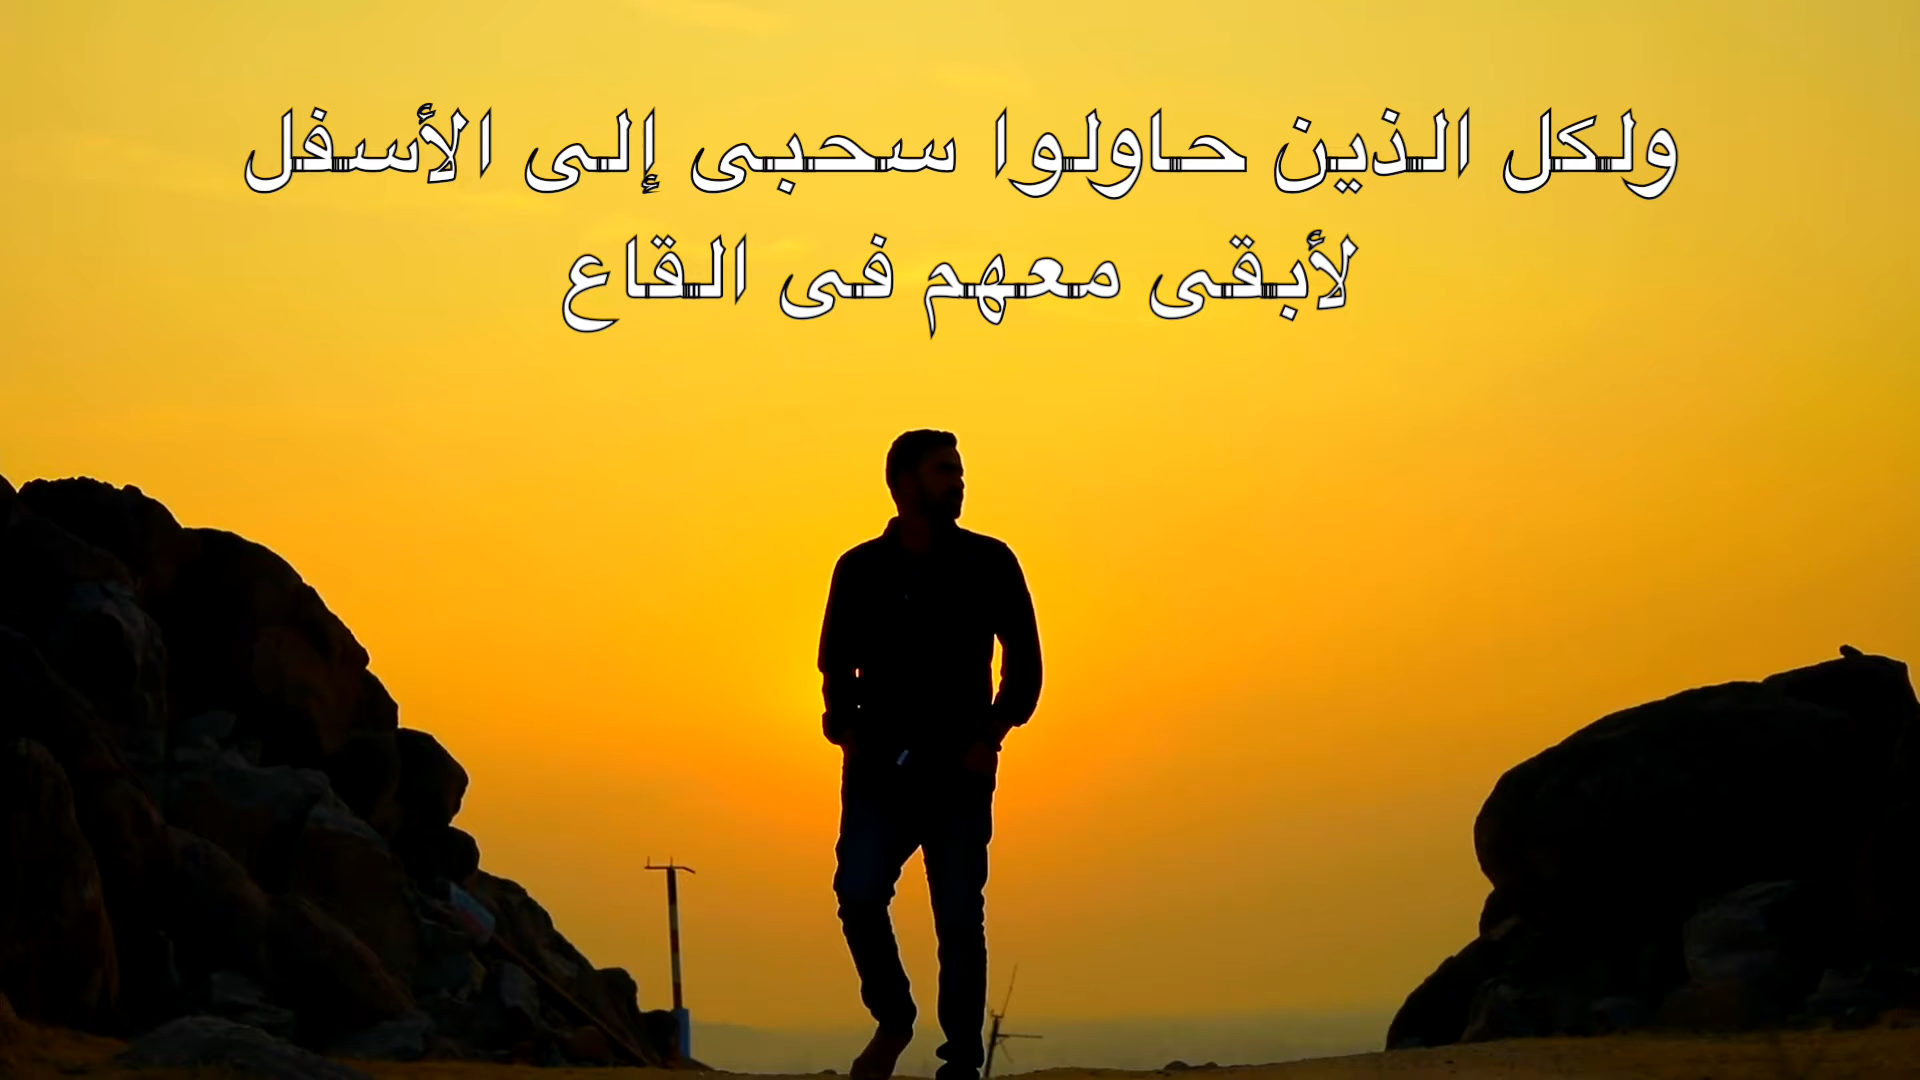 ولكل الذين حاولوا سحبى إلى الأسفل
لأبقى معهم فى القاع